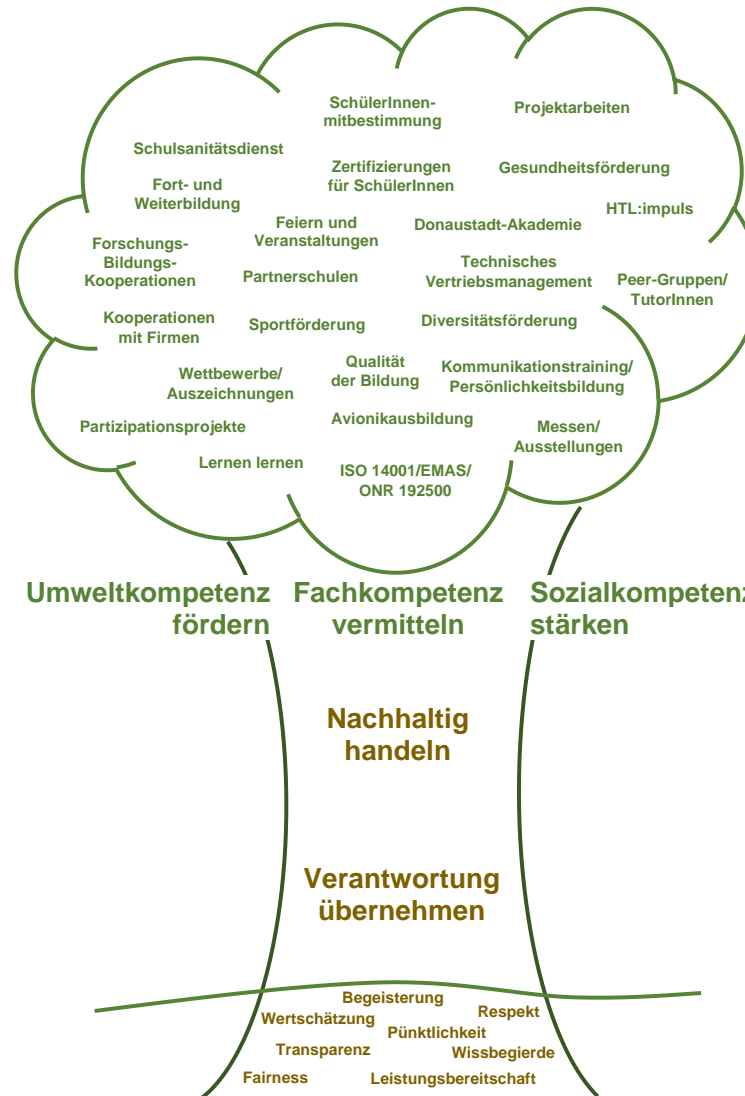 SchülerInnen-
mitbestimmung
Projektarbeiten
Schulsanitätsdienst
Zertifizierungen
für SchülerInnen
Gesundheitsförderung
Fort- und
Weiterbildung
HTL:impuls
Feiern und
Veranstaltungen
Donaustadt-Akademie
Forschungs-
Bildungs-
Kooperationen
Partnerschulen
Technisches
Vertriebsmanagement
Peer-Gruppen/
TutorInnen
Kooperationen
mit Firmen
Sportförderung
Diversitätsförderung
Wettbewerbe/
Auszeichnungen
Qualität
der Bildung
Kommunikationstraining/
Persönlichkeitsbildung
Partizipationsprojekte
Avionikausbildung
Messen/
Ausstellungen
Lernen lernen
ISO 14001/EMAS/
ONR 192500
Umweltkompetenz
fördern
Fachkompetenz
vermitteln
Sozialkompetenz
stärken
Nachhaltig
handeln
Verantwortung
übernehmen
Begeisterung
Wertschätzung
Respekt
Pünktlichkeit
Transparenz
Wissbegierde
Fairness
Leistungsbereitschaft